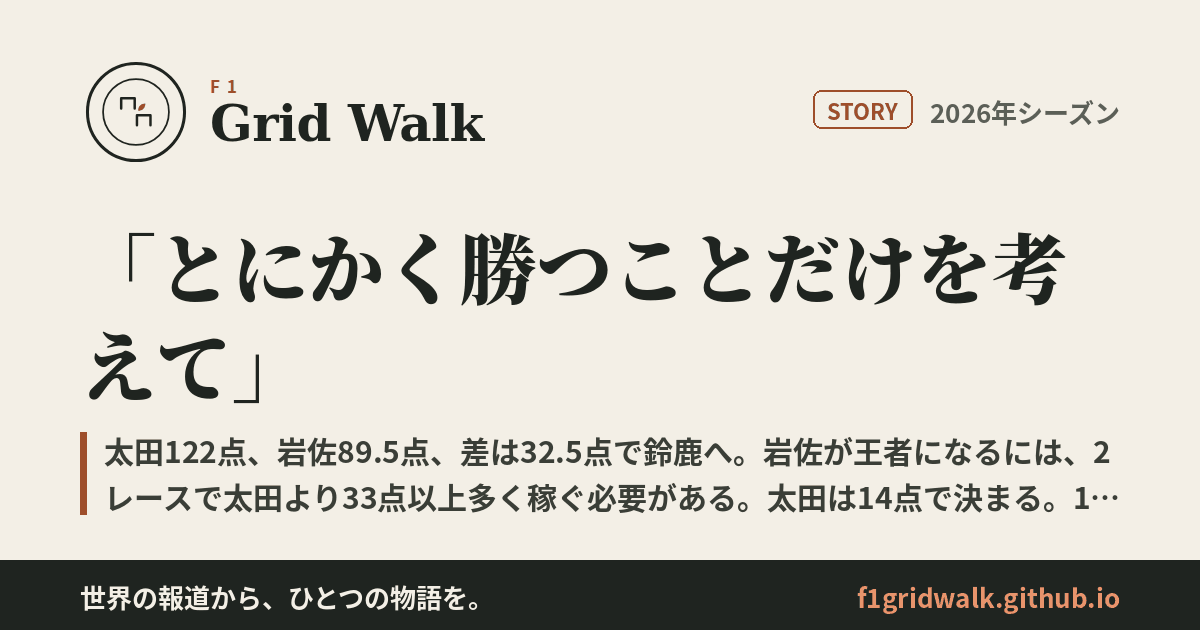 F1
Grid Walk
STORY
2026年シーズン
「とにかく勝つことだけを考
えて」
太田122点、岩佐89.5点、差は32.5点で鈴鹿へ。岩佐が王者になるには、2
レースで太田より33点以上多く稼ぐ必要がある。太田は14点で決まる。1…
世界の報道から、ひとつの物語を。
f1gridwalk.github.io